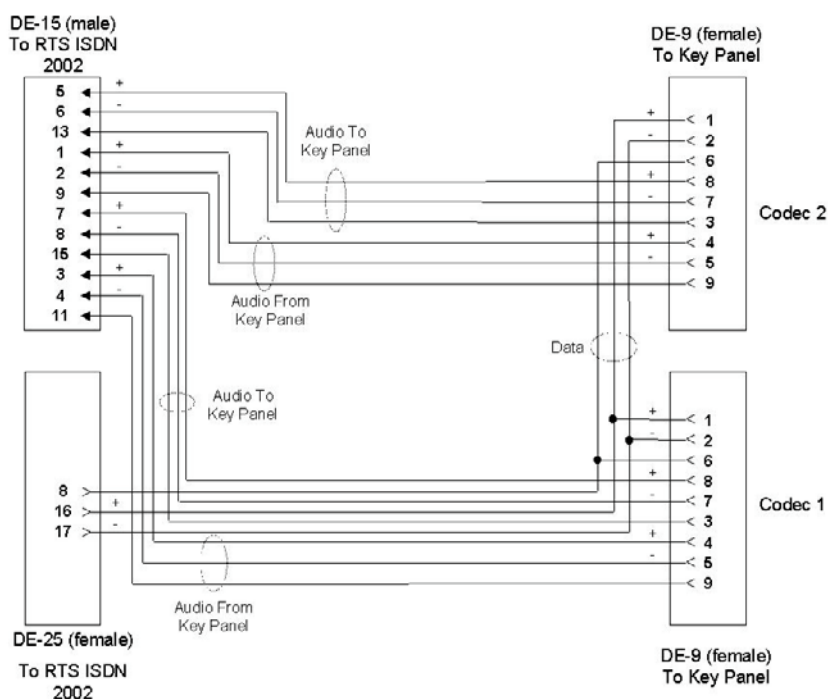 DE-15 (male)
To RTS ISDN
2002
5 +
6 -
13
1 +
2 -
9
7 +
8 -
15
3 +
4 -
11
Audio To
Key Panel
Audio From
Key Panel
DE-9 (female)
To Key Panel
+ 1
- 2
6
+ 8
- 7
3
+ 4
- 5
9
Codec 2
Data
Audio To
Key Panel
8
16 +
17 -
Audio From
Key Panel
DE-25 (female)
To RTS ISDN
2002
+ 1
- 2
6
+ 8
- 7
3
+ 4
- 5
9
Codec 1
DE-9 (female)
To Key Panel